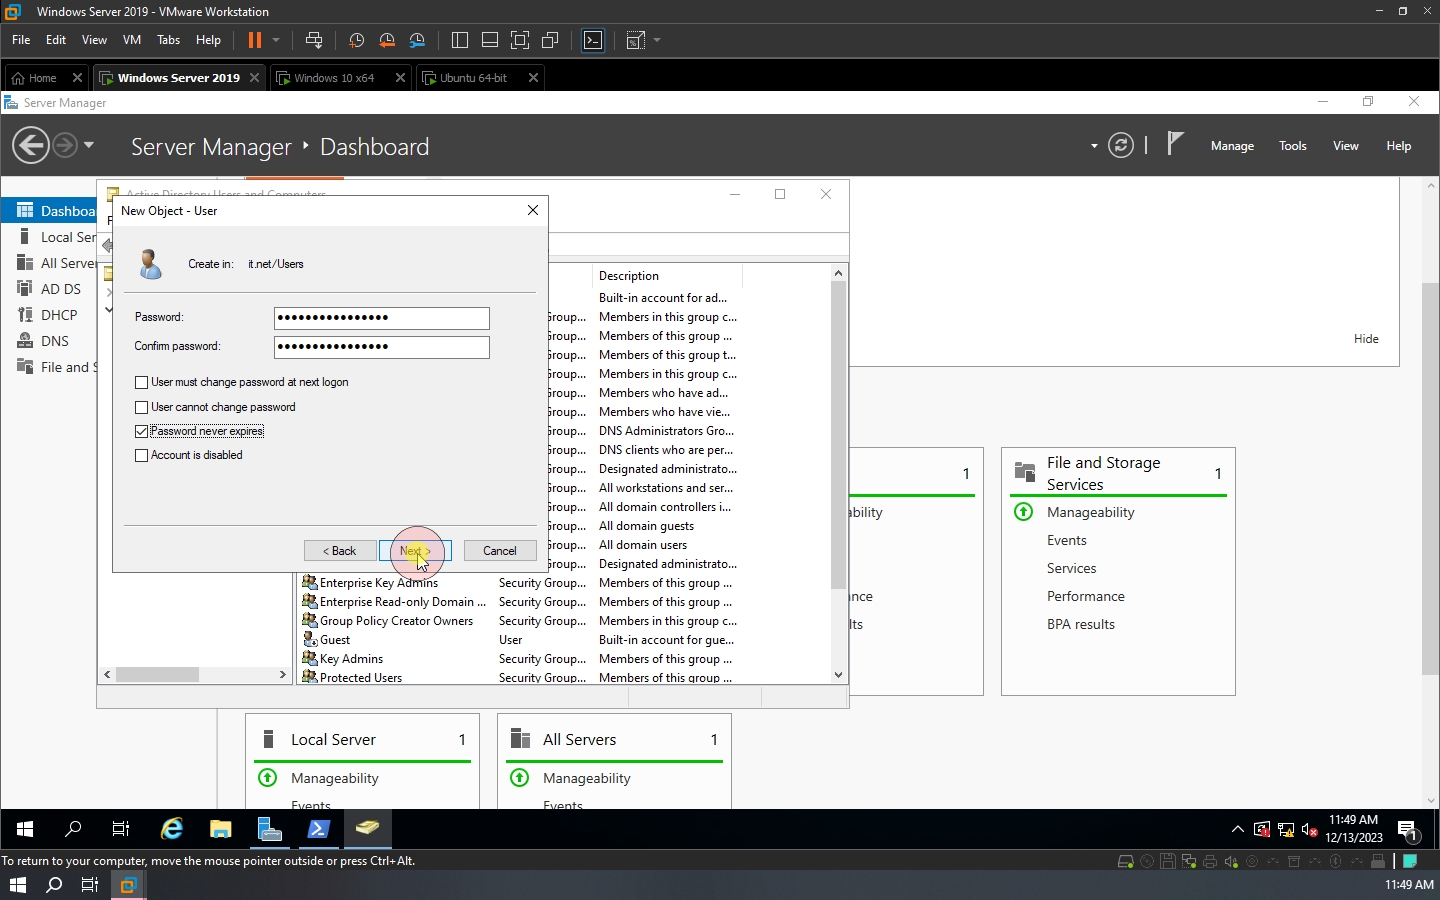 Windows Server 2019 - VMware Workstation
File Edit View VM Tabs Help
Home Windows Server 2019 Windows 10 x64 Ubuntu 64-bit
Server Manager
Server Manager Dashboard
Manage Tools View Help
Active Directory Users and Computers
Dashboa
Local Ser
All Serve
AD DS
DHCP
DNS
File and S
New Object - User
Create in: it.net/Users
Password: ••••••••••••••••
Confirm password: ••••••••••••••••
User must change password at next logon
User cannot change password
Password never expires
Account is disabled
< Back Next > Cancel
Description
Built-in account for ad...
Group... Members in this group c...
Group... Members of this group ...
Group... Members of this group t...
Group... Members in this group c...
Group... Members who have ad...
Group... Members who have vie...
Group... DNS Administrators Gro...
Group... DNS clients who are per...
Group... Designated administrato...
Group... All workstations and ser...
Group... All domain controllers i...
Group... All domain guests
Group... All domain users
Group... Designated administrato...
Enterprise Key Admins Security Group... Members of this group ...
Enterprise Read-only Domain ... Security Group... Members of this group ...
Group Policy Creator Owners Security Group... Members in this group c...
Guest User Built-in account for gue...
Key Admins Security Group... Members of this group ...
Protected Users Security Group... Members of this group ...
Hide
1
ability
nce
lts
File and Storage
Services 1
Manageability
Events
Services
Performance
BPA results
Local Server 1
Manageability
Events
All Servers 1
Manageability
Events
11:49 AM
12/13/2023
1
To return to your computer, move the mouse pointer outside or press Ctrl+Alt.
11:49 AM